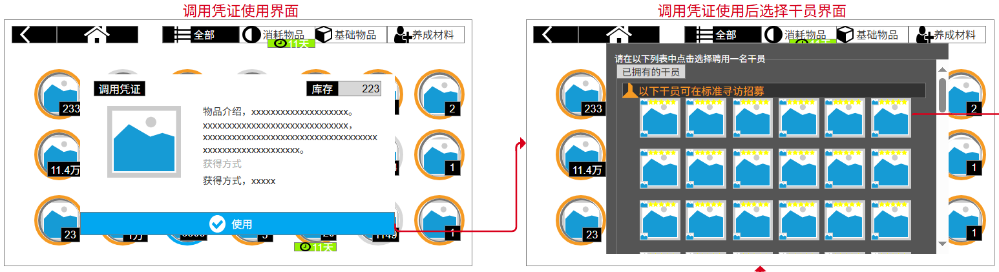 调用凭证使用界面
全部
消耗物品
基础物品
养成材料
11天
233
调用凭证
库存
223
2
物品介绍，xxxxxxxxxxxxxxxxxxxx。
xxxxxxxxxxxxxxxxxxxxxxxxxxxxxx，
xxxxxxxxxxxxxxxxxxxxxxxxxxxxxxxxxxxx
xxxxxxxxxxxxxxxxxxxx。
获得方式
获得方式，xxxxx
11.4万
1
使用
23
1
11天
调用凭证使用后选择干员界面
全部
消耗物品
基础物品
养成材料
请在以下列表中点击选择聘用一名干员
已拥有的干员
以下干员可在标准寻访招募
233
2
11.4万
1
23
1